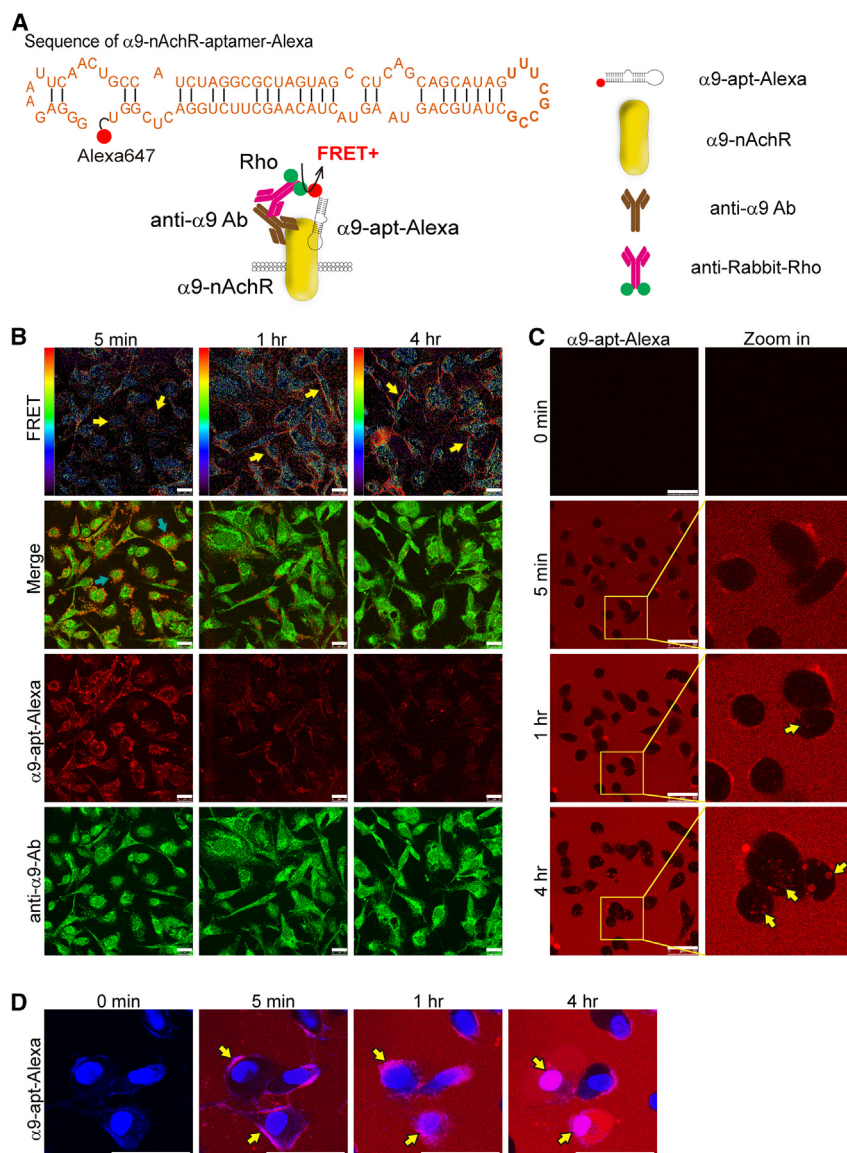 A
Sequence of α9-nAchR-aptamer-Alexa
UUCAACUGCC A UCUAGGCGCUAGUAG CCUCAGCAGCAUAGUUU
Alexa647
α9-apt-Alexa
α9-nAchR
anti-α9 Ab
anti-Rabbit-Rho
Rho
FRET+
anti-α9 Ab
α9-apt-Alexa
α9-nAchR
B
5 min
1 hr
4 hr
FRET
Merge
α9-apt-Alexa
anti-α9-Ab
C
α9-apt-Alexa
Zoom in
0 min
5 min
1 hr
4 hr
D
0 min
5 min
1 hr
4 hr
α9-apt-Alexa